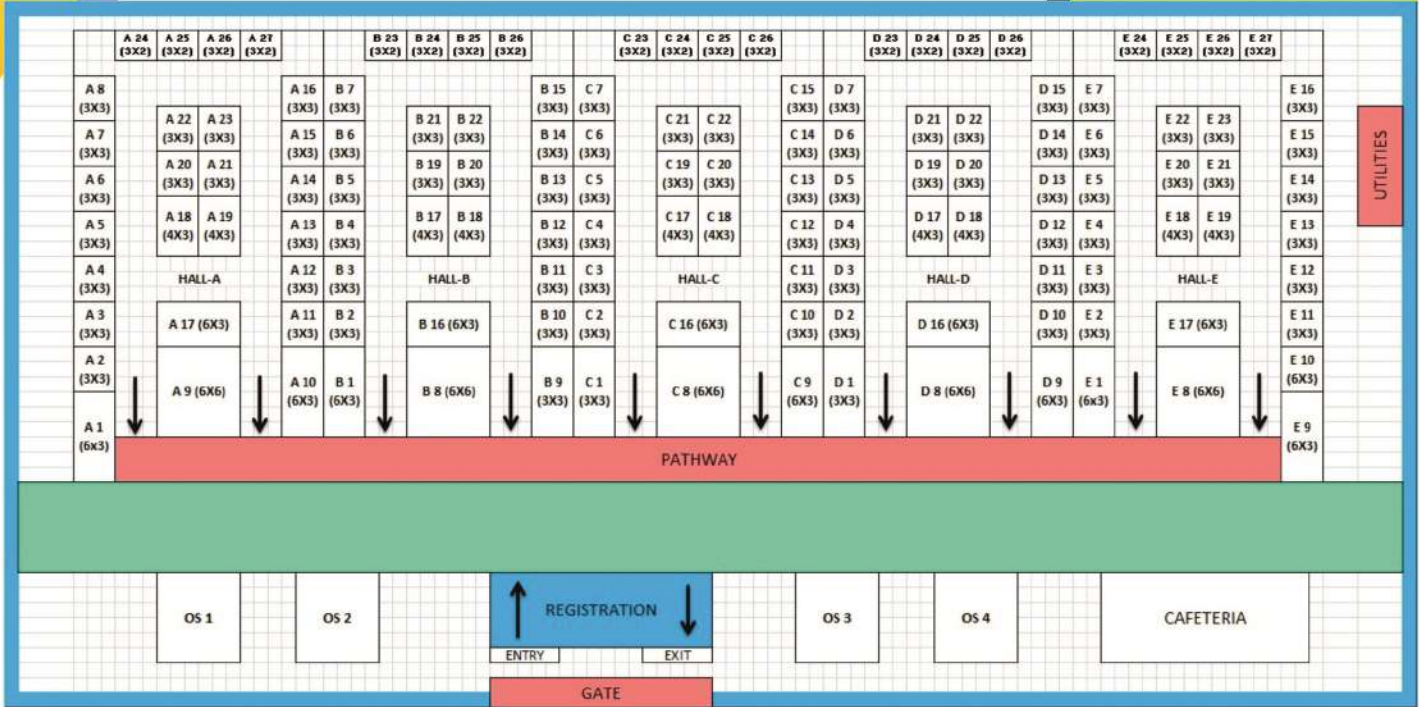 A 24 A 25 A 26 A 27 B 23 B 24 B 25 B 26 C 23 C 24 C 25 C 26 D 23 D 24 D 25 D 26 E 24 E 25 E 26 E 27
(3X2) (3X2) (3X2) (3X2) (3X2) (3X2) (3X2) (3X2) (3X2) (3X2) (3X2) (3X2) (3X2) (3X2) (3X2) (3X2) (3X2) (3X2) (3X2) (3X2)
A 8 A 16 B 7 B 15 C 7 C 15 D 7 D 15 E 7 E 16
(3X3) (3X3) (3X3) (3X3) (3X3) (3X3) (3X3) (3X3) (3X3) (3X3)
A 22 A 23 B 21 B 22 C 21 C 22 D 21 D 22 E 22 E 23
(3X3) (3X3) (3X3) (3X3) (3X3) (3X3) (3X3) (3X3) (3X3) (3X3)
A 7 A 15 B 6 B 14 C 6 C 14 D 6 D 14 E 6 E 15
(3X3) (3X3) (3X3) (3X3) (3X3) (3X3) (3X3) (3X3) (3X3) (3X3)
UTILITIES
A 20 A 21 B 19 B 20 C 19 C 20 D 19 D 20 E 20 E 21
(3X3) (3X3) (3X3) (3X3) (3X3) (3X3) (3X3) (3X3) (3X3) (3X3)
A 6 A 14 B 5 B 13 C 5 C 13 D 5 D 13 E 5 E 14
(3X3) (3X3) (3X3) (3X3) (3X3) (3X3) (3X3) (3X3) (3X3) (3X3)
A 18 A 19 B 17 B 18 C 17 C 18 D 17 D 18 E 18 E 19
(4X3) (4X3) (4X3) (4X3) (4X3) (4X3) (4X3) (4X3) (4X3) (4X3)
A 5 A 13 B 4 B 12 C 4 C 12 D 4 D 12 E 4 E 13
(3X3) (3X3) (3X3) (3X3) (3X3) (3X3) (3X3) (3X3) (3X3) (3X3)
A 4 A 12 B 3 B 11 C 3 C 11 D 3 D 11 E 3 E 12
(3X3) (3X3) (3X3) (3X3) (3X3) (3X3) (3X3) (3X3) (3X3) (3X3)
HALL-A HALL-B HALL-C HALL-D HALL-E
A 3 A 11 B 2 B 10 C 2 C 10 D 2 D 10 E 2 E 11
(3X3) (3X3) (3X3) (3X3) (3X3) (3X3) (3X3) (3X3) (3X3) (3X3)
A 17 (6X3) B 16 (6X3) C 16 (6X3) D 16 (6X3) E 17 (6X3)
A 2 E 10
(3X3) (6X3)
A 10 B 1 B 9 C 1 C 9 D 1 D 9 E 1
(6X3) (6X3) (3X3) (3X3) (6X3) (3X3) (6X3) (6x3)
A 9 (6X6) B 8 (6X6) C 8 (6X6) D 8 (6X6) E 8 (6X6)
A 1 E 9
(6x3) (6X3)
PATHWAY
OS 1 OS 2 REGISTRATION OS 3 OS 4 CAFETERIA
ENTRY EXIT
GATE